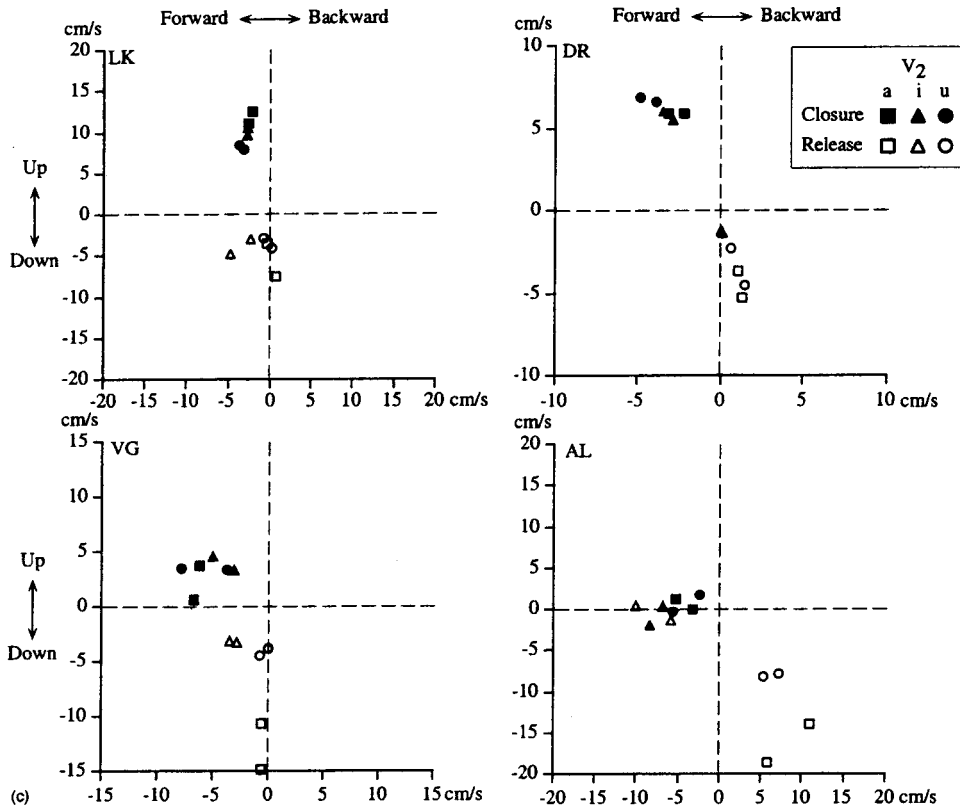 Forward Backward Forward Backward
cm/s cm/s
20 LK 10 DR
V2
a i u
Closure
Release
15
10 5
5
Up
0 0
Down
-5
-10 -5
-15
-20 -10
-20 -15 -10 -5 0 5 10 15 20 cm/s -10 -5 0 5 10 cm/s
cm/s cm/s
15 VG 20 AL
15
10
10
5
5
Up
0 0
Down
-5
-5
-10
-10
-15
-15 -20
(c) -15 -10 -5 0 5 10 15 cm/s -20 -15 -10 -5 0 5 10 15 20 cm/s